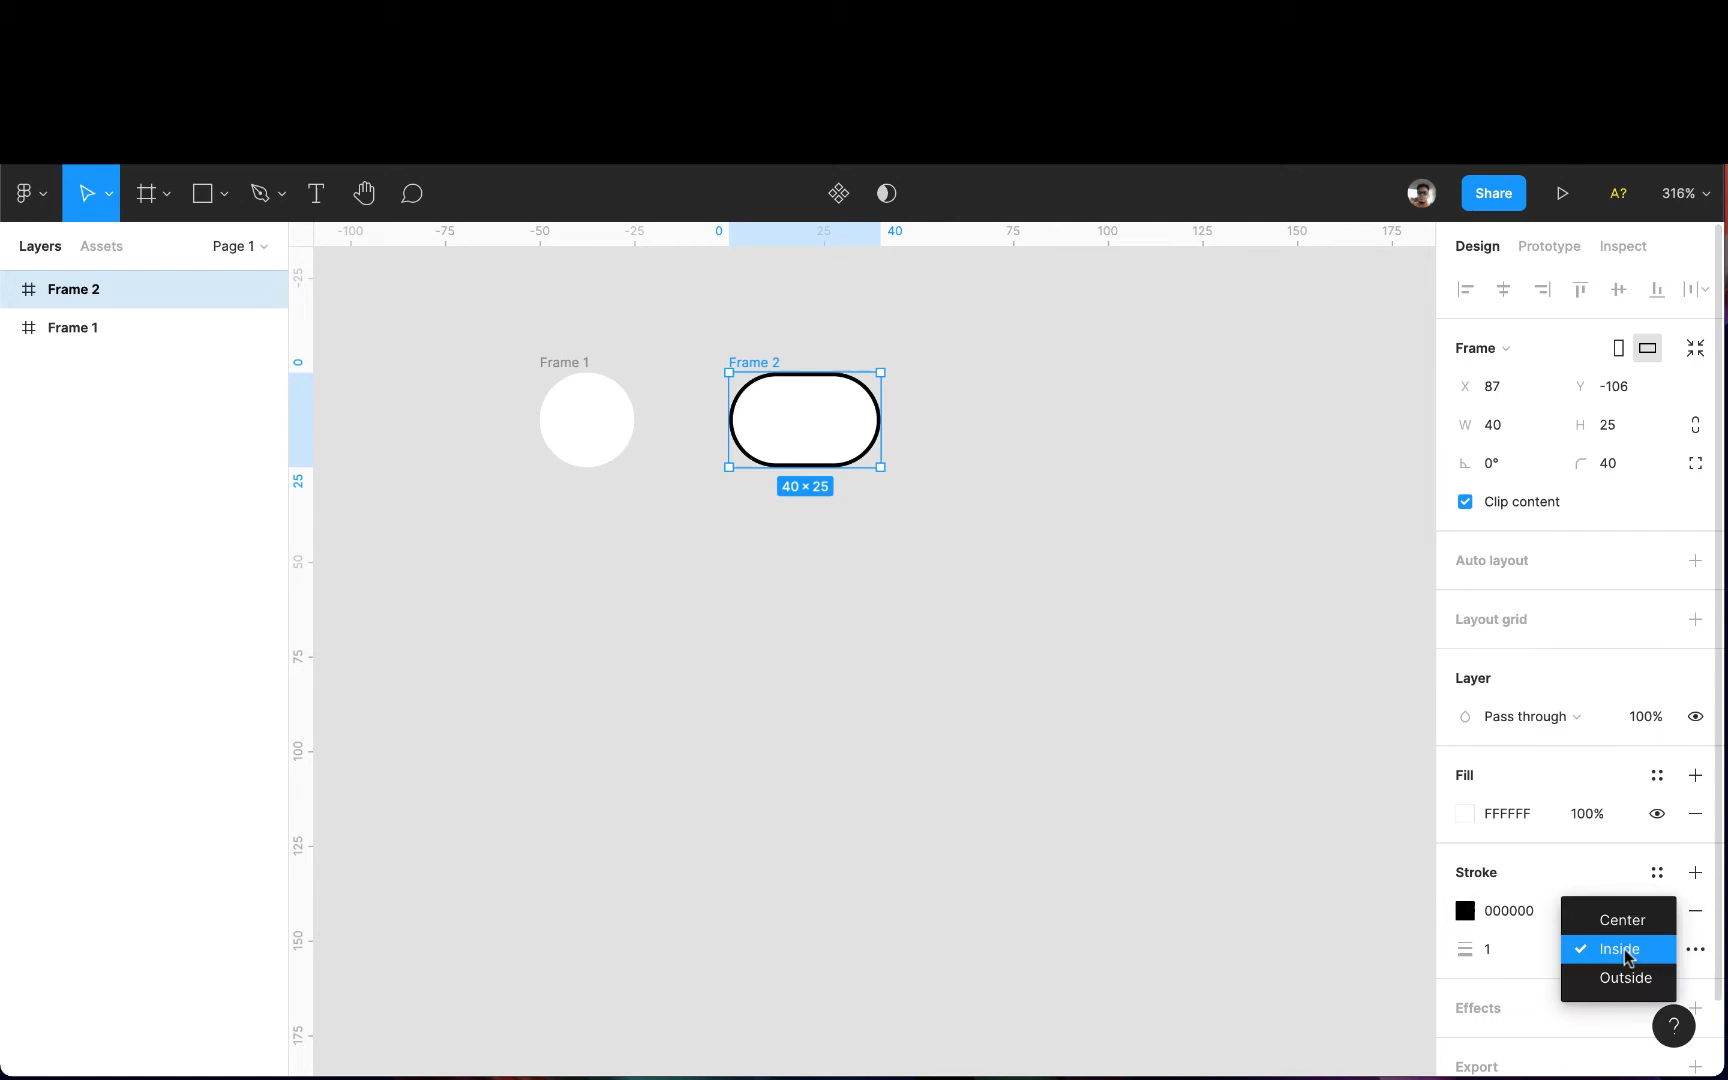 Share
A?
316%
Layers
Assets
Page 1
-100
-75
-50
-25
0
25
40
75
100
125
150
175
Design
Prototype
Inspect
Frame 2
Frame 1
-25
0
25
50
75
100
125
150
175
Frame 1
Frame 2
40 × 25
Frame
X 87
Y -106
W 40
H 25
0°
40
Clip content
Auto layout
Layout grid
Layer
Pass through
100%
Fill
FFFFFF
100%
Stroke
000000
1
Center
Inside
Outside
Effects
?
Export